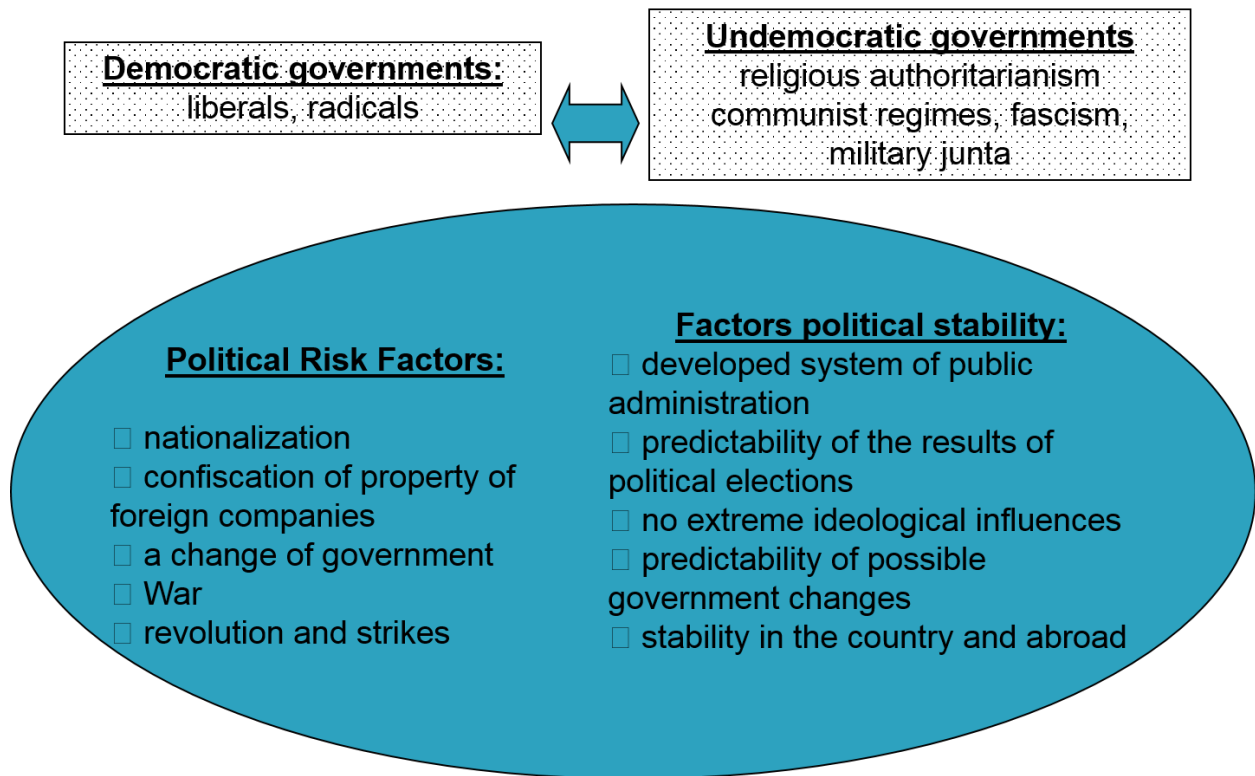 Democratic governments:
liberals, radicals
Undemocratic governments
religious authoritarianism
communist regimes, fascism,
military junta
Political Risk Factors:
□ nationalization
□ confiscation of property of
foreign companies
□ a change of government
□ War
□ revolution and strikes
Factors political stability:
□ developed system of public
administration
□ predictability of the results of
political elections
□ no extreme ideological influences
□ predictability of possible
government changes
□ stability in the country and abroad